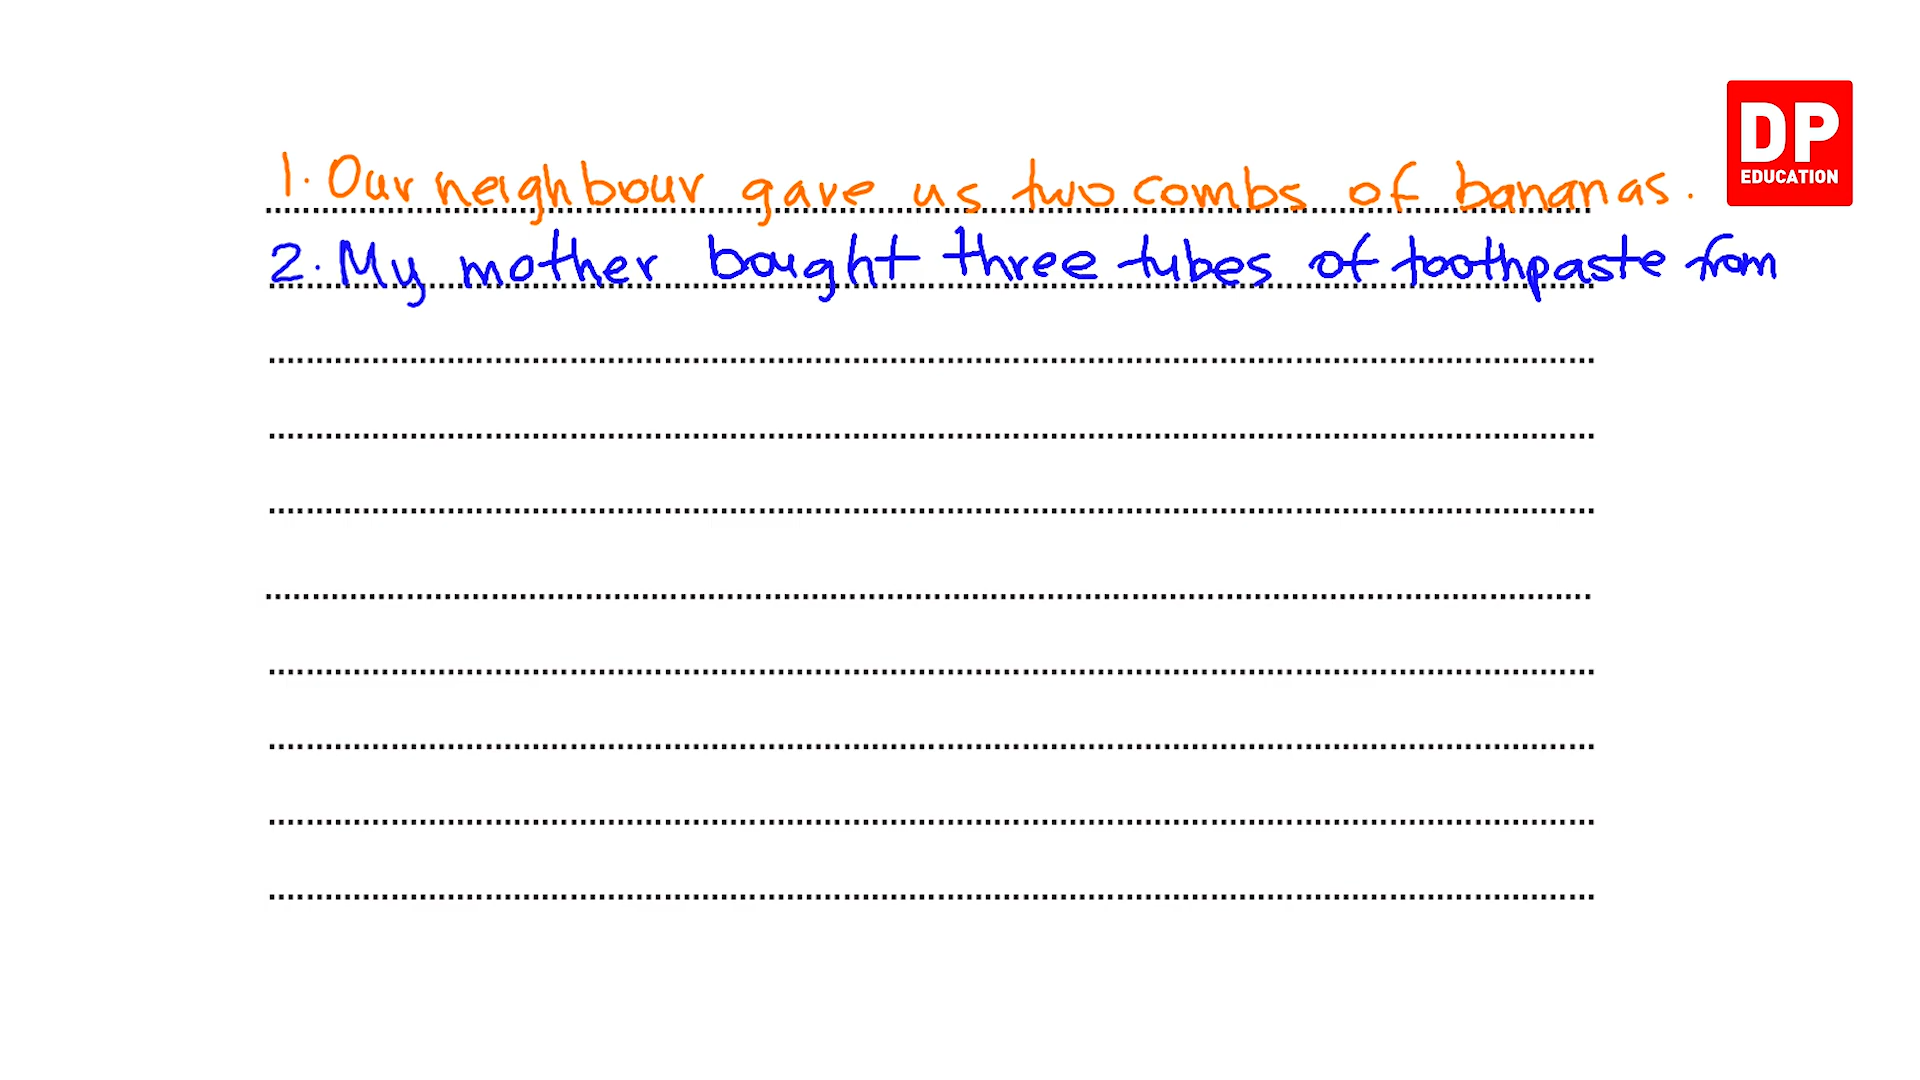 DP
EDUCATION
1. Our neighbour gave us two combs of bananas.
2. My mother bought three tubes of toothpaste from